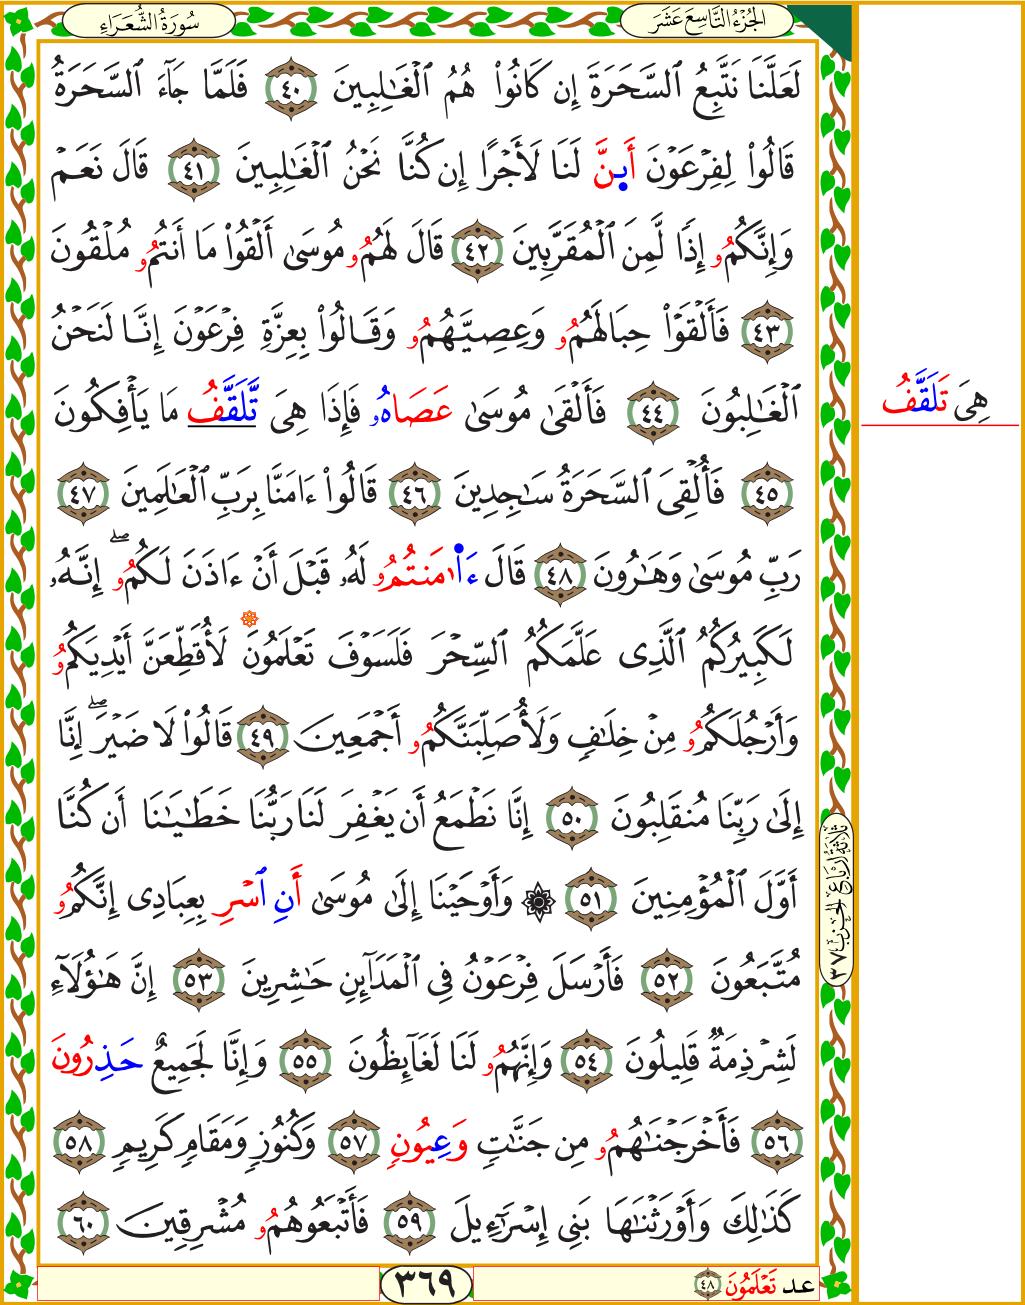 سُورَةُ الشُّعَرَاءِ
الجُزْءُ التَّاسِعَ عَشَرَ
لَعَلَّنَا نَتَّبِعُ ٱلسَّحَرَةَ إِن كَانُوا۟ هُمُ ٱلْغَٰلِبِينَ ٤٠ فَلَمَّا جَآءَ ٱلسَّحَرَةُ
قَالُوا۟ لِفِرْعَوْنَ أَى۪نَّ لَنَا لَأَجْرًا إِن كُنَّا نَحْنُ ٱلْغَٰلِبِينَ ٤١ قَالَ نَعَمْ
وَإِنَّكُمُۥ إِذًا لَّمِنَ ٱلْمُقَرَّبِينَ ٤٢ قَالَ لَهُمُۥ مُوسَىٰ أَلْقُوا۟ مَا أَنتُمُۥ مُلْقُونَ
٤٣ فَأَلْقَوْا۟ حِبَالَهُمُۥ وَعِصِيَّهُمُۥ وَقَالُوا۟ بِعِزَّةِ فِرْعَوْنَ إِنَّا لَنَحْنُ
ٱلْغَٰلِبُونَ ٤٤ فَأَلْقَىٰ مُوسَىٰ عَصَاهُۥ فَإِذَا هِىَ تَّلَقَّفُ مَا يَأْفِكُونَ
هِىَ تَلَقَّفُ
٤٥ فَأُلْقِىَ ٱلسَّحَرَةُ سَٰجِدِينَ ٤٦ قَالُوا۟ ءَامَنَّا بِرَبِّ ٱلْعَٰلَمِينَ ٤٧
رَبِّ مُوسَىٰ وَهَٰرُونَ ٤٨ قَالَ ءَا۬مَنتُمُۥ لَهُۥ قَبْلَ أَنْ ءَاذَنَ لَكُمُۥ ۖ إِنَّهُۥ
لَكَبِيرُكُمُ ٱلَّذِى عَلَّمَكُمُ ٱلسِّحْرَ فَلَسَوْفَ تَعْلَمُونَ لَأُقَطِّعَنَّ أَيْدِيَكُمُۥ
وَأَرْجُلَكُمُۥ مِنْ خِلَٰفٍ وَلَأُصَلِّبَنَّكُمُۥ أَجْمَعِينَ ٤٩ قَالُوا۟ لَا ضَيْرَ ۖ إِنَّا
إِلَىٰ رَبِّنَا مُنقَلِبُونَ ٥٠ إِنَّا نَطْمَعُ أَن يَغْفِرَ لَنَا رَبُّنَا خَطَٰيَٰنَا أَن كُنَّا
أَوَّلَ ٱلْمُؤْمِنِينَ ٥١ ۞ وَأَوْحَيْنَا إِلَىٰ مُوسَىٰ أَنِ ٱسْرِ بِعِبَادِى إِنَّكُمُۥ
مُتَّبَعُونَ ٥٢ فَأَرْسَلَ فِرْعَوْنُ فِى ٱلْمَدَآئِنِ حَٰشِرِينَ ٥٣ إِنَّ هَٰؤُلَآءِ
لَشِرْذِمَةٌ قَلِيلُونَ ٥٤ وَإِنَّهُمُۥ لَنَا لَغَآئِظُونَ ٥٥ وَإِنَّا لَجَمِيعٌ حَذِرُونَ
٥٦ فَأَخْرَجْنَٰهُمُۥ مِن جَنَّٰتٍ وَعِيُونٍ ٥٧ وَكُنُوزٍ وَمَقَامٍ كَرِيمٍ ٥٨
كَذَٰلِكَ وَأَوْرَثْنَٰهَا بَنِى إِسْرَٰٓءِيلَ ٥٩ فَأَتْبَعُوهُمُۥ مُشْرِقِينَ ٦٠
ثلاثة أرباع الحزب ٣٧
عد تَعْلَمُونَ ٤٨
٣٦٩